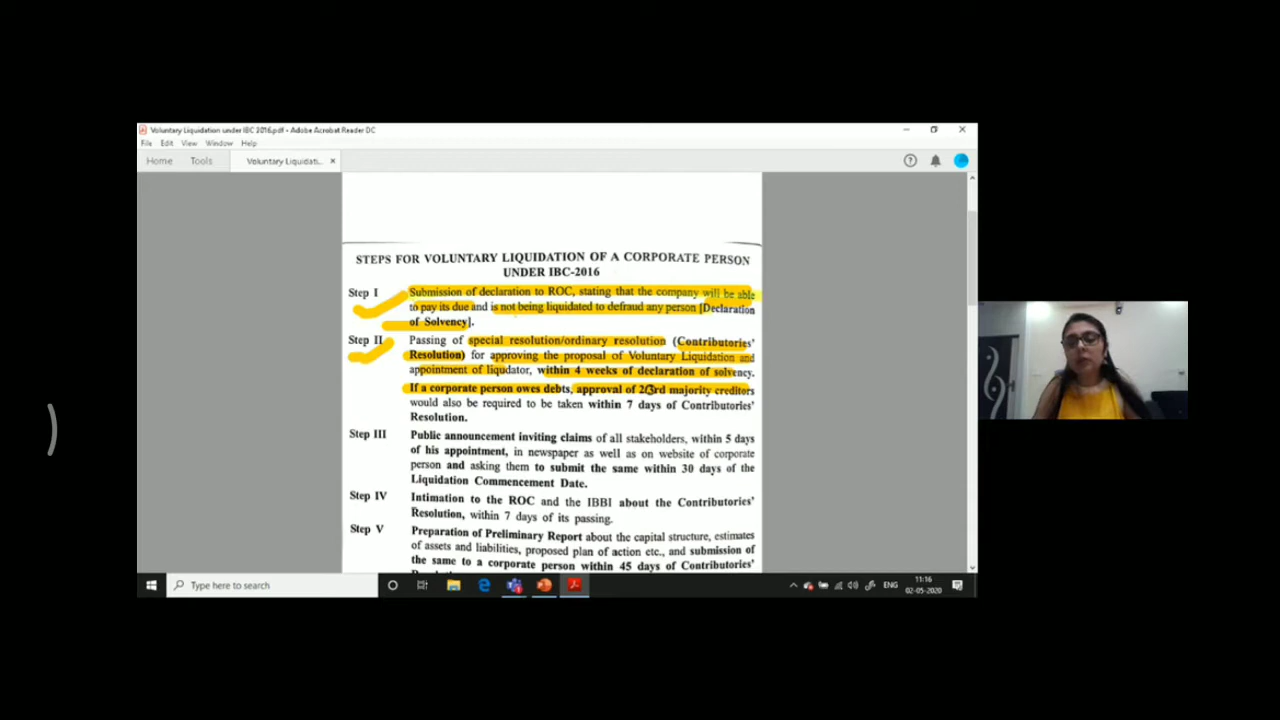 Voluntary Liquidation under IBC 2016.pdf - Adobe Acrobat Reader DC
File Edit View Window Help
Home Tools Voluntary Liquidati... ×
STEPS FOR VOLUNTARY LIQUIDATION OF A CORPORATE PERSON
UNDER IBC-2016
Step I Submission of declaration to ROC, stating that the company will be able
to pay its due and is not being liquidated to defraud any person [Declaration
of Solvency].
Step II Passing of special resolution/ordinary resolution (Contributories'
Resolution) for approving the proposal of Voluntary Liquidation and
appointment of liqudator, within 4 weeks of declaration of solvency.
If a corporate person owes debts, approval of 2/3rd majority creditors
would also be required to be taken within 7 days of Contributories'
Resolution.
Step III Public announcement inviting claims of all stakeholders, within 5 days
of his appointment, in newspaper as well as on website of corporate
person and asking them to submit the same within 30 days of the
Liquidation Commencement Date.
Step IV Intimation to the ROC and the IBBI about the Contributories'
Resolution, within 7 days of its passing.
Step V Preparation of Preliminary Report about the capital structure, estimates
of assets and liabilities, proposed plan of action etc., and submission of
the same to a corporate person within 45 days of Contributories'
Type here to search
ENG
11:16
02-05-2020